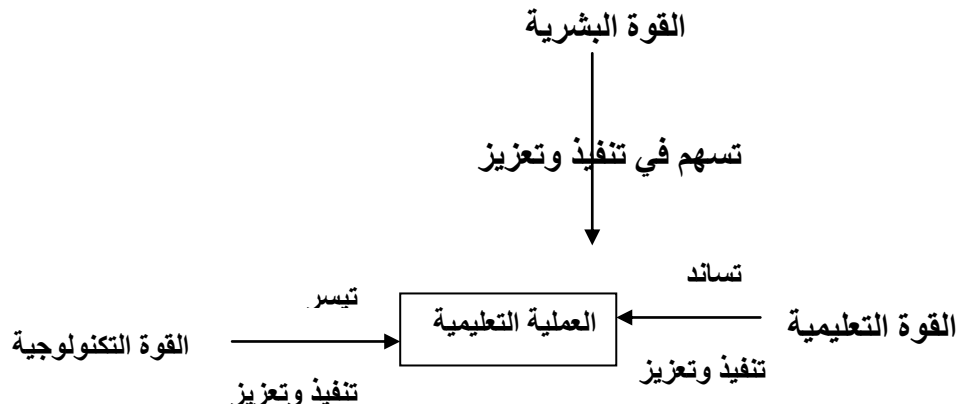 القوة البشرية
تسهم في تنفيذ وتعزيز
تساند
القوة التعليمية
تنفيذ وتعزيز
العملية التعليمية
تيسر
القوة التكنولوجية
تنفيذ وتعزيز